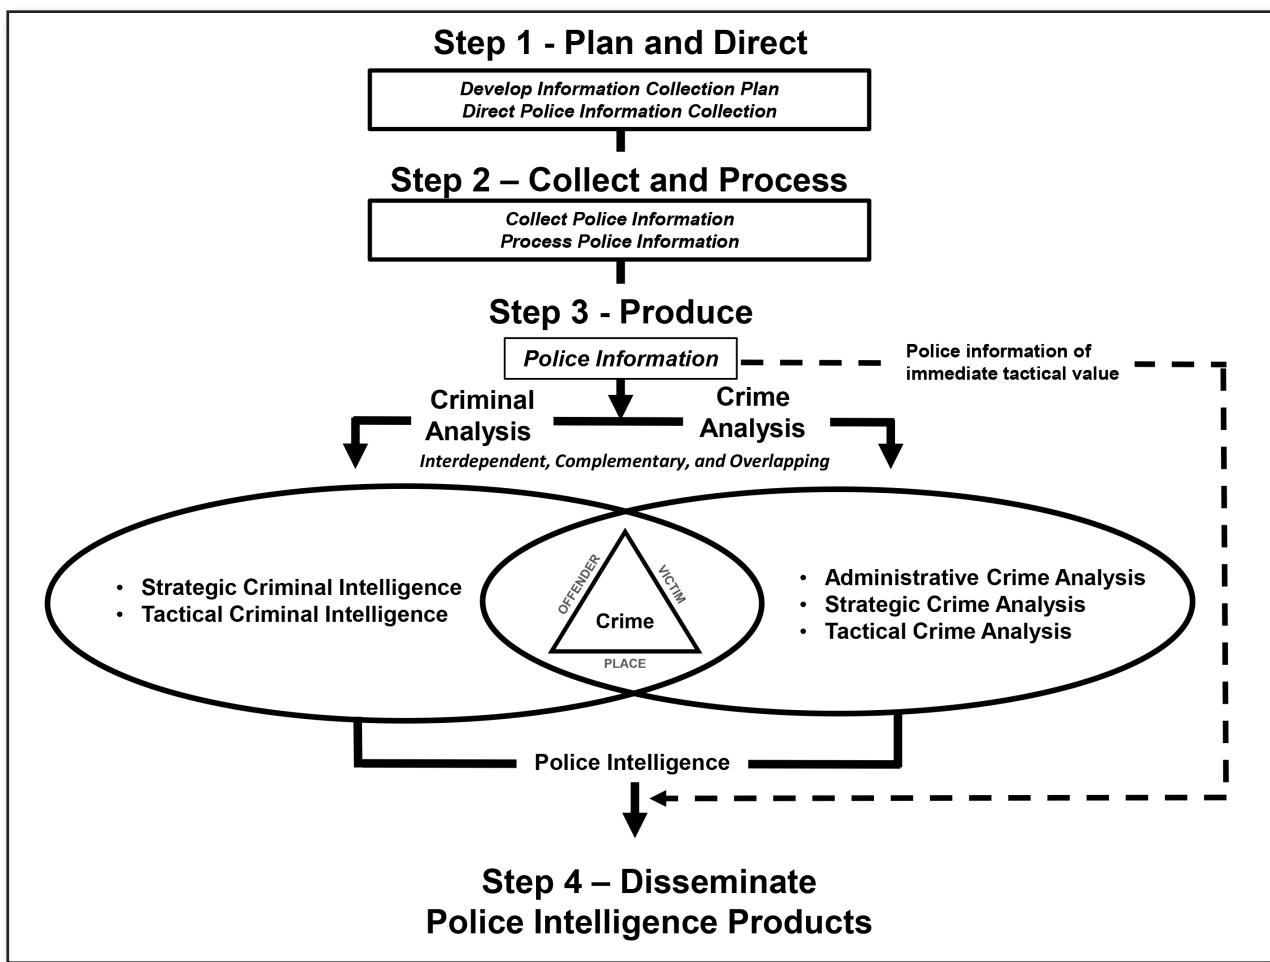 Step 1 - Plan and Direct
Develop Information Collection Plan
Direct Police Information Collection
Step 2 – Collect and Process
Collect Police Information
Process Police Information
Step 3 - Produce
Police Information
Police information of
immediate tactical value
Criminal
Analysis
Crime
Analysis
Interdependent, Complementary, and Overlapping
• Strategic Criminal Intelligence
• Tactical Criminal Intelligence
OFFENDER
VICTIM
Crime
PLACE
• Administrative Crime Analysis
• Strategic Crime Analysis
• Tactical Crime Analysis
Police Intelligence
Step 4 – Disseminate
Police Intelligence Products